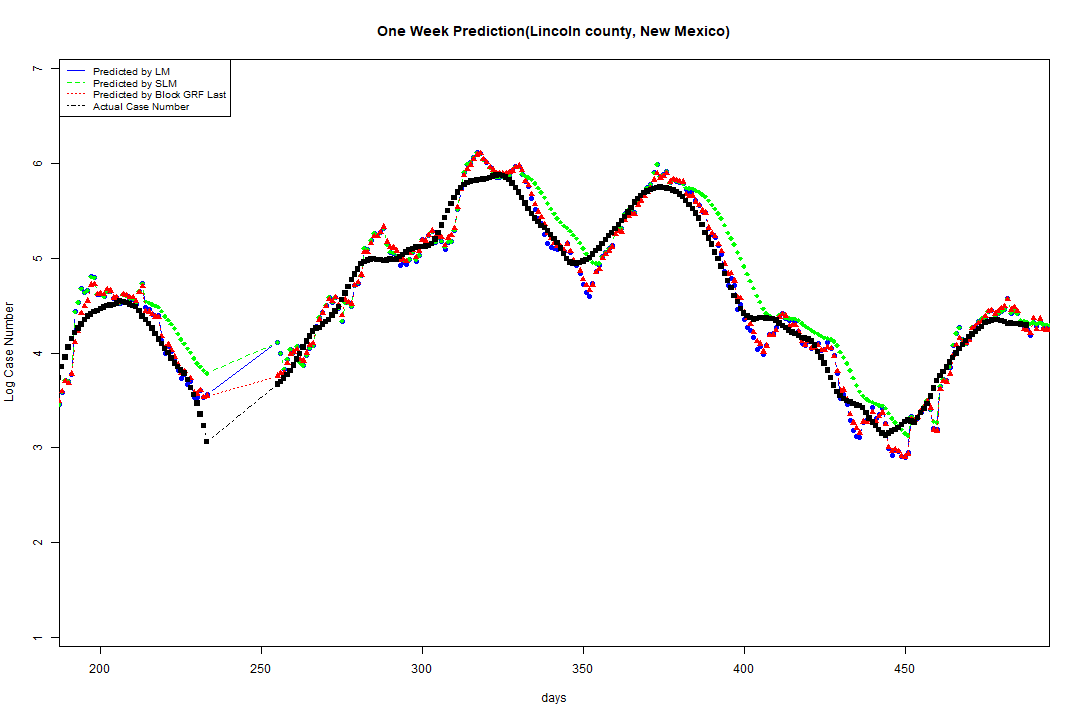 One Week Prediction(Lincoln county, New Mexico)
Predicted by LM
Predicted by SLM
Predicted by Block GRF Last
Actual Case Number
7
6
5
4
3
2
1
Log Case Number
200 250 300 350 400 450
days